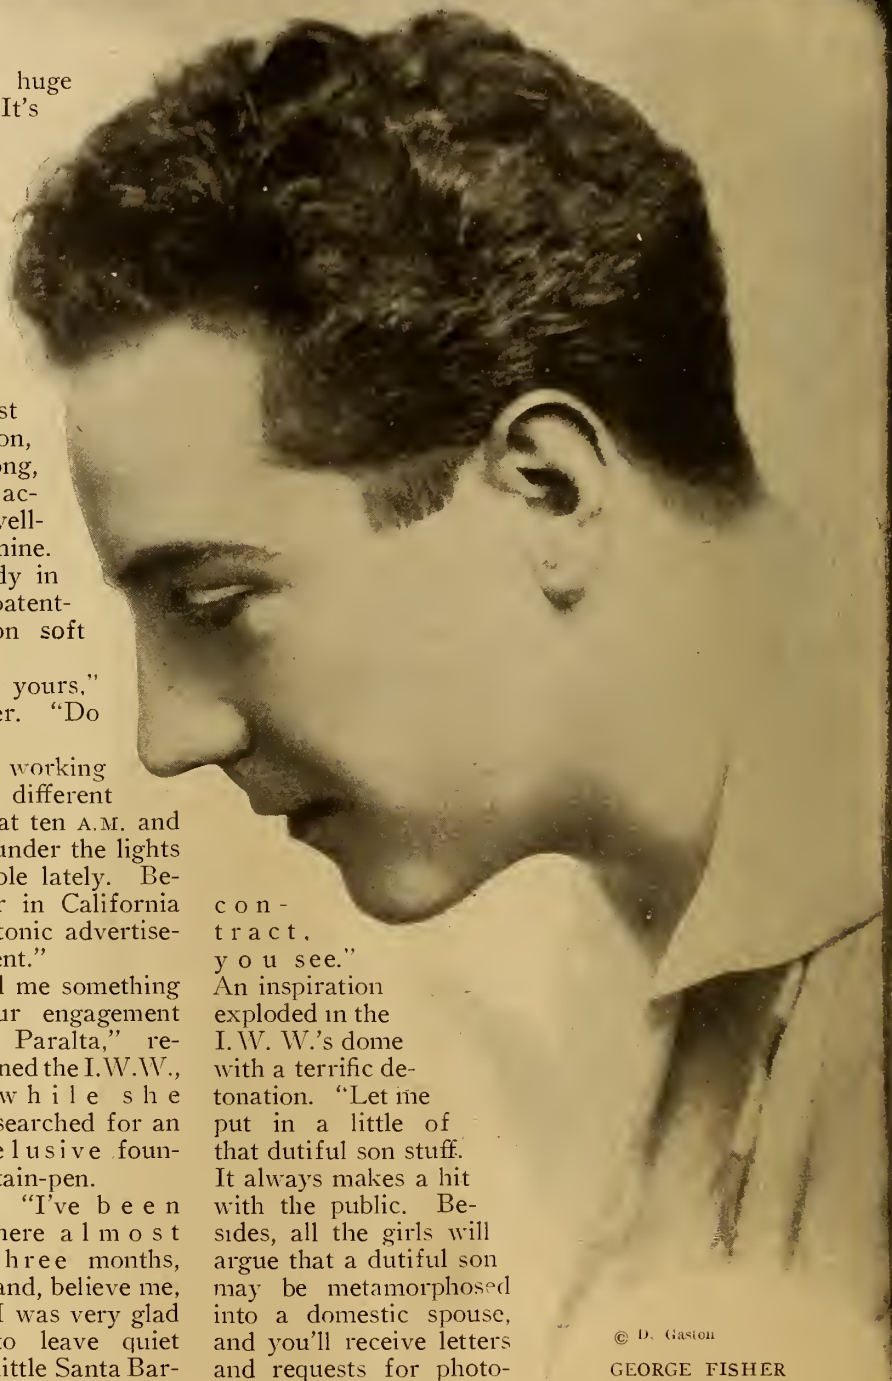 huge
It's
st
on,
ong,
ac-
vell-
nine.
dy in
patent-
on soft
yours,"
er. "Do
working
different
at ten A.M. and
under the lights
ble lately. Be-
r in California
tonic advertise-
ent."
l me something
ur engagement
Paralta," re-
ned the I.W.W.,
while she
searched for an
elusive foun-
tain-pen.
"I've been
here almost
three months,
and, believe me,
I was very glad
to leave quiet
little Santa Bar-
con-
tract,
you see."
An inspiration
exploded in the
I. W. W.'s dome
with a terrific de-
tonation. "Let me
put in a little of
that dutiful son stuff.
It always makes a hit
with the public. Be-
sides, all the girls will
argue that a dutiful son
may be metamorphosed
into a domestic spouse,
and you'll receive letters
and requests for photo-
© D. Gaston
GEORGE FISHER